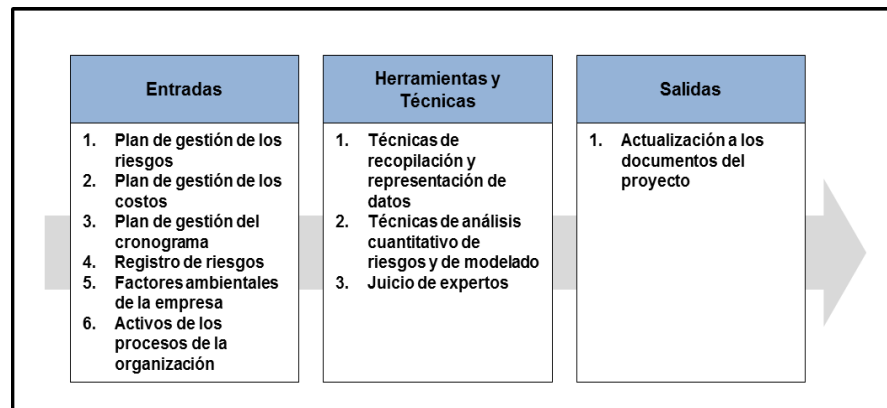 Entradas
1. Plan de gestión de los
riesgos
2. Plan de gestión de los
costos
3. Plan de gestión del
cronograma
4. Registro de riesgos
5. Factores ambientales
de la empresa
6. Activos de los
procesos de la
organización
Herramientas y
Técnicas
1. Técnicas de
recopilación y
representación de
datos
2. Técnicas de análisis
cuantitativo de
riesgos y de modelado
3. Juicio de expertos
Salidas
1. Actualización a los
documentos del
proyecto